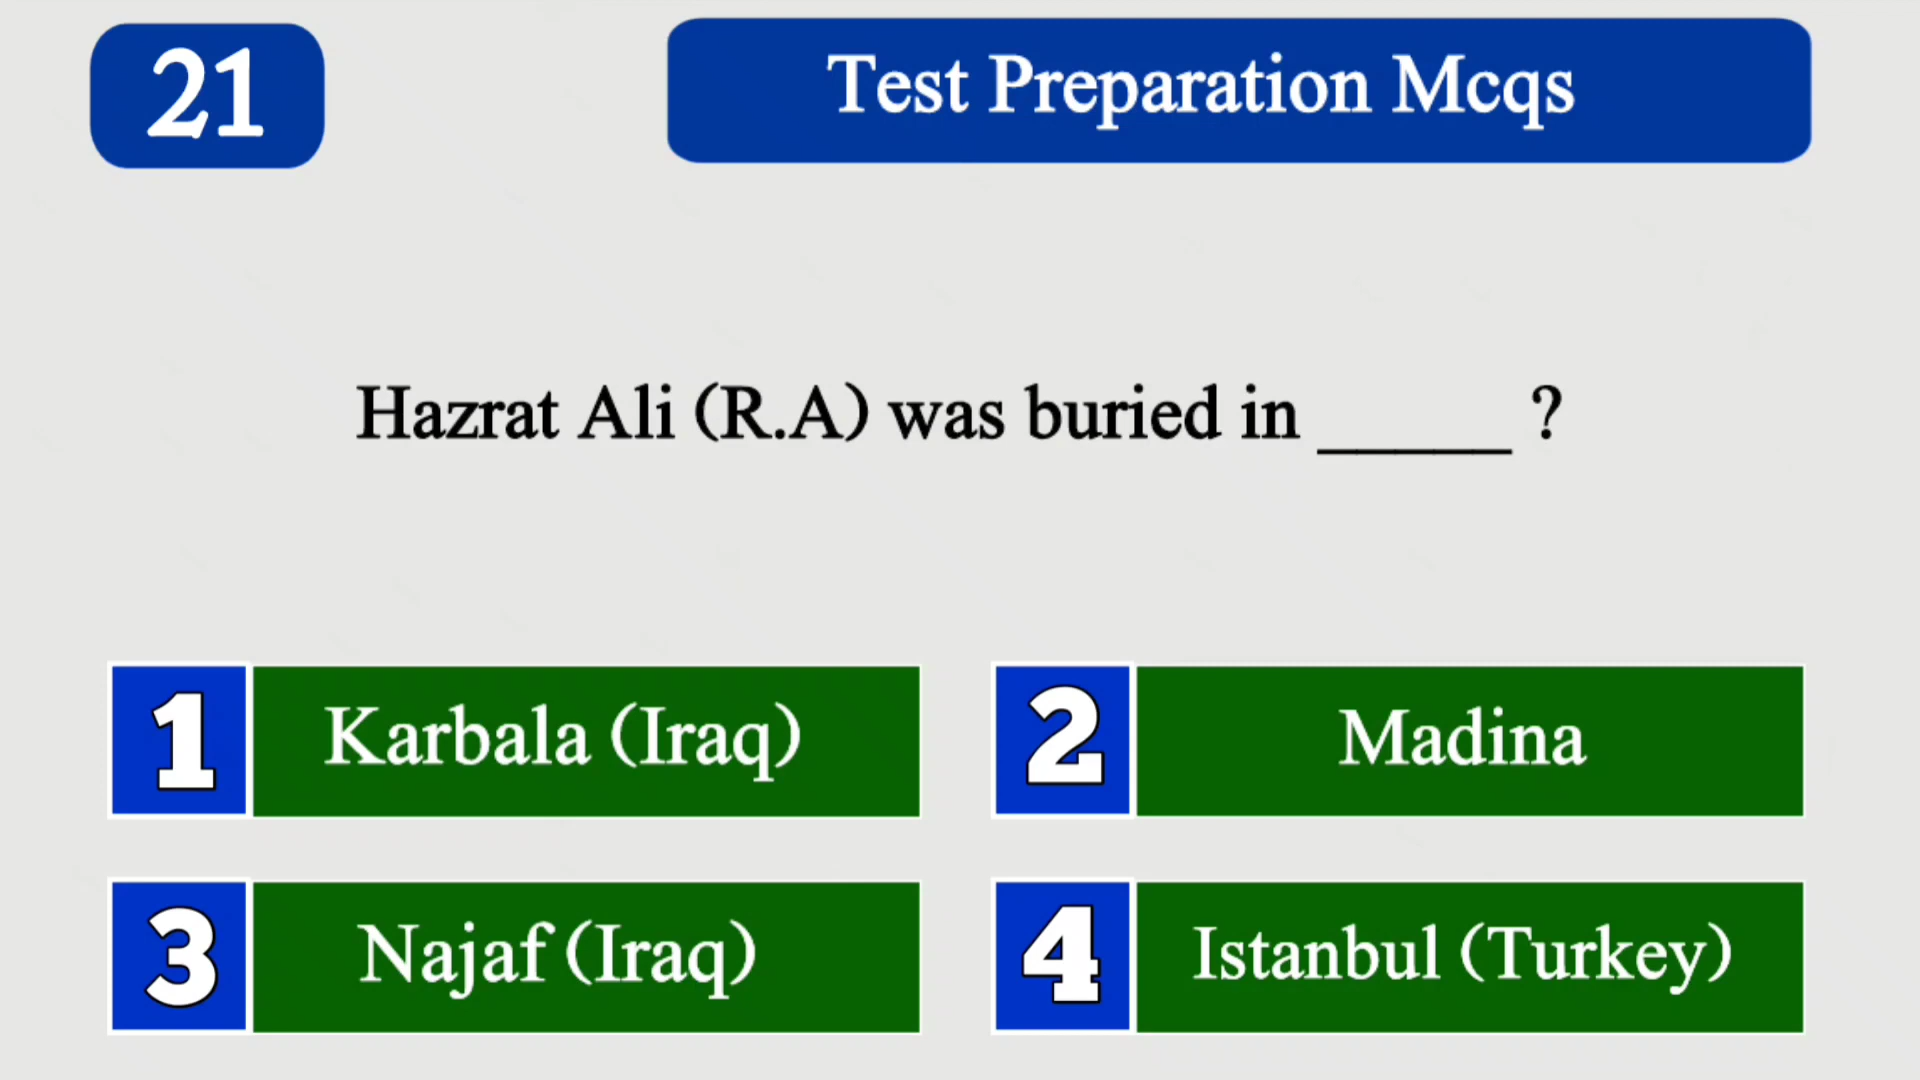 21
Test Preparation Mcqs
Hazrat Ali (R.A) was buried in _____ ?
1 Karbala (Iraq)
2 Madina
3 Najaf (Iraq)
4 Istanbul (Turkey)